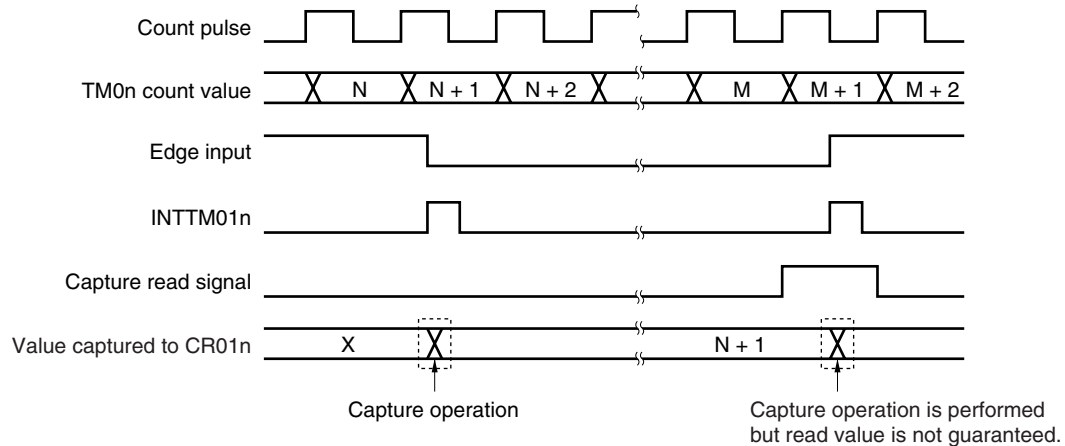 Count pulse
TM0n count value
N
N + 1
N + 2
M
M + 1
M + 2
Edge input
INTTM01n
Capture read signal
Value captured to CR01n
X
N + 1
Capture operation
Capture operation is performed
but read value is not guaranteed.